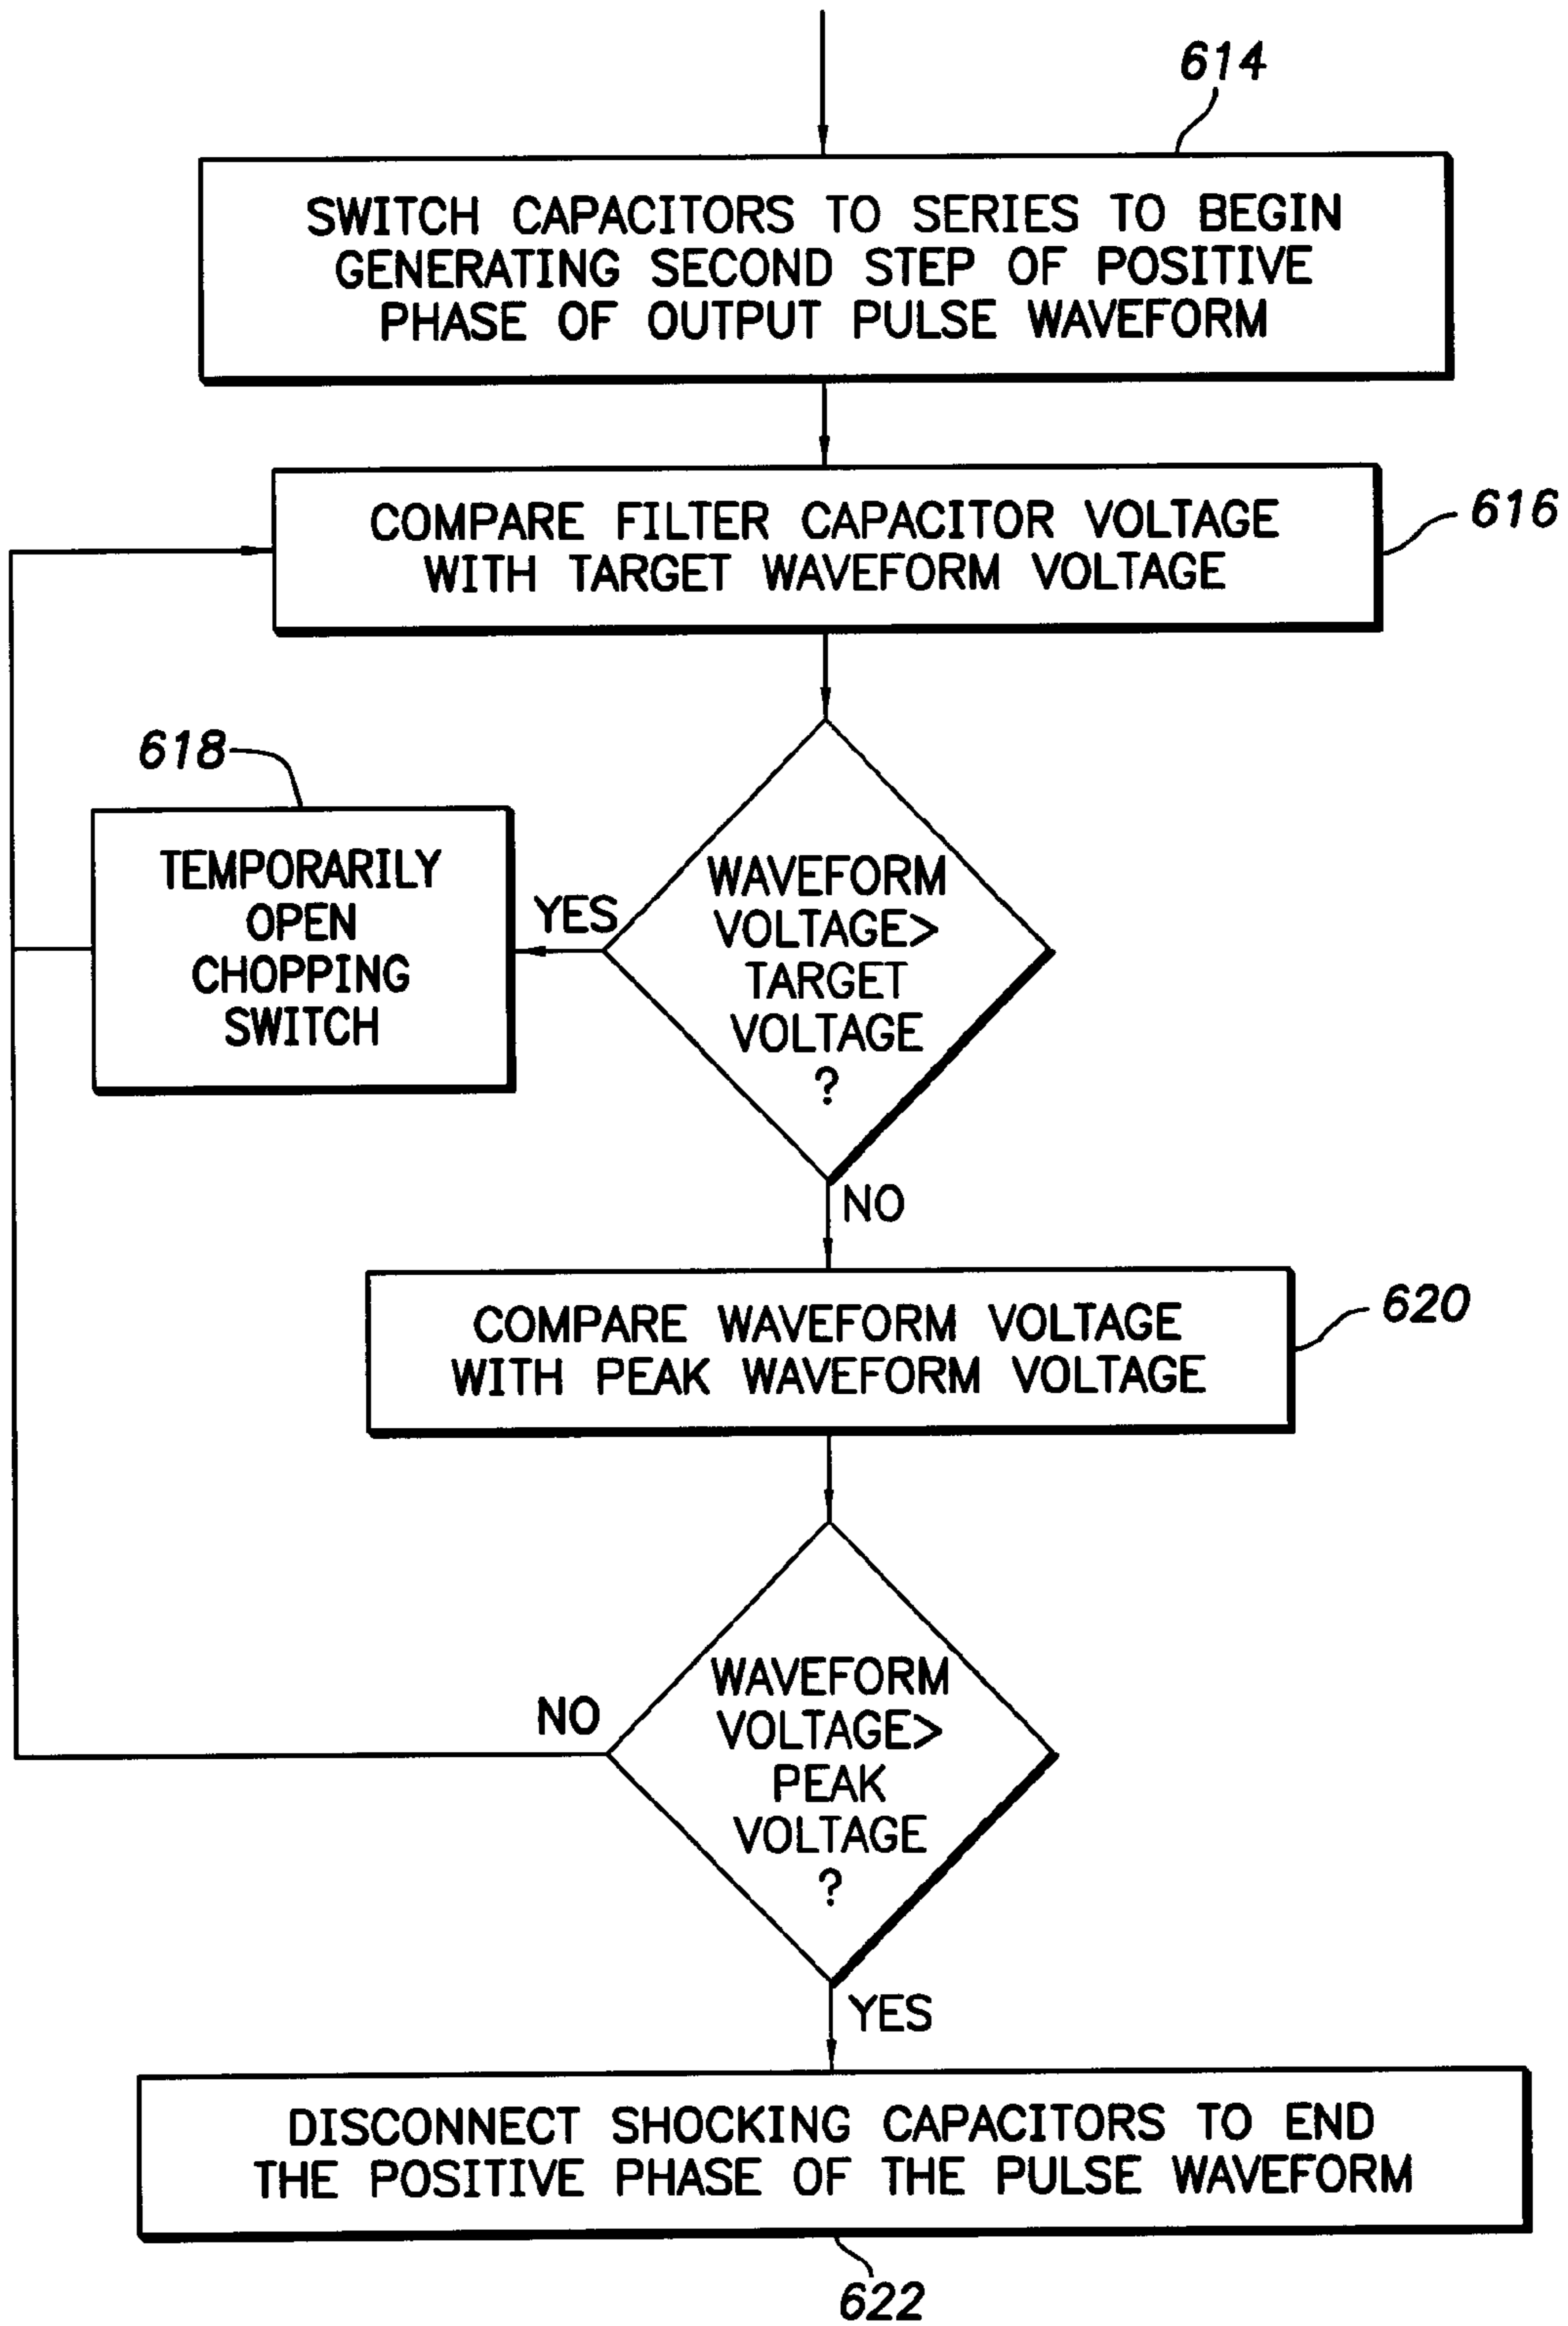 614
SWITCH CAPACITORS TO SERIES TO BEGIN
GENERATING SECOND STEP OF POSITIVE
PHASE OF OUTPUT PULSE WAVEFORM
COMPARE FILTER CAPACITOR VOLTAGE
WITH TARGET WAVEFORM VOLTAGE
616
618
TEMPORARILY
OPEN
CHOPPING
SWITCH
YES
WAVEFORM
VOLTAGE>
TARGET
VOLTAGE
?
NO
COMPARE WAVEFORM VOLTAGE
WITH PEAK WAVEFORM VOLTAGE
620
WAVEFORM
VOLTAGE>
PEAK
VOLTAGE
?
NO
YES
DISCONNECT SHOCKING CAPACITORS TO END
THE POSITIVE PHASE OF THE PULSE WAVEFORM
622